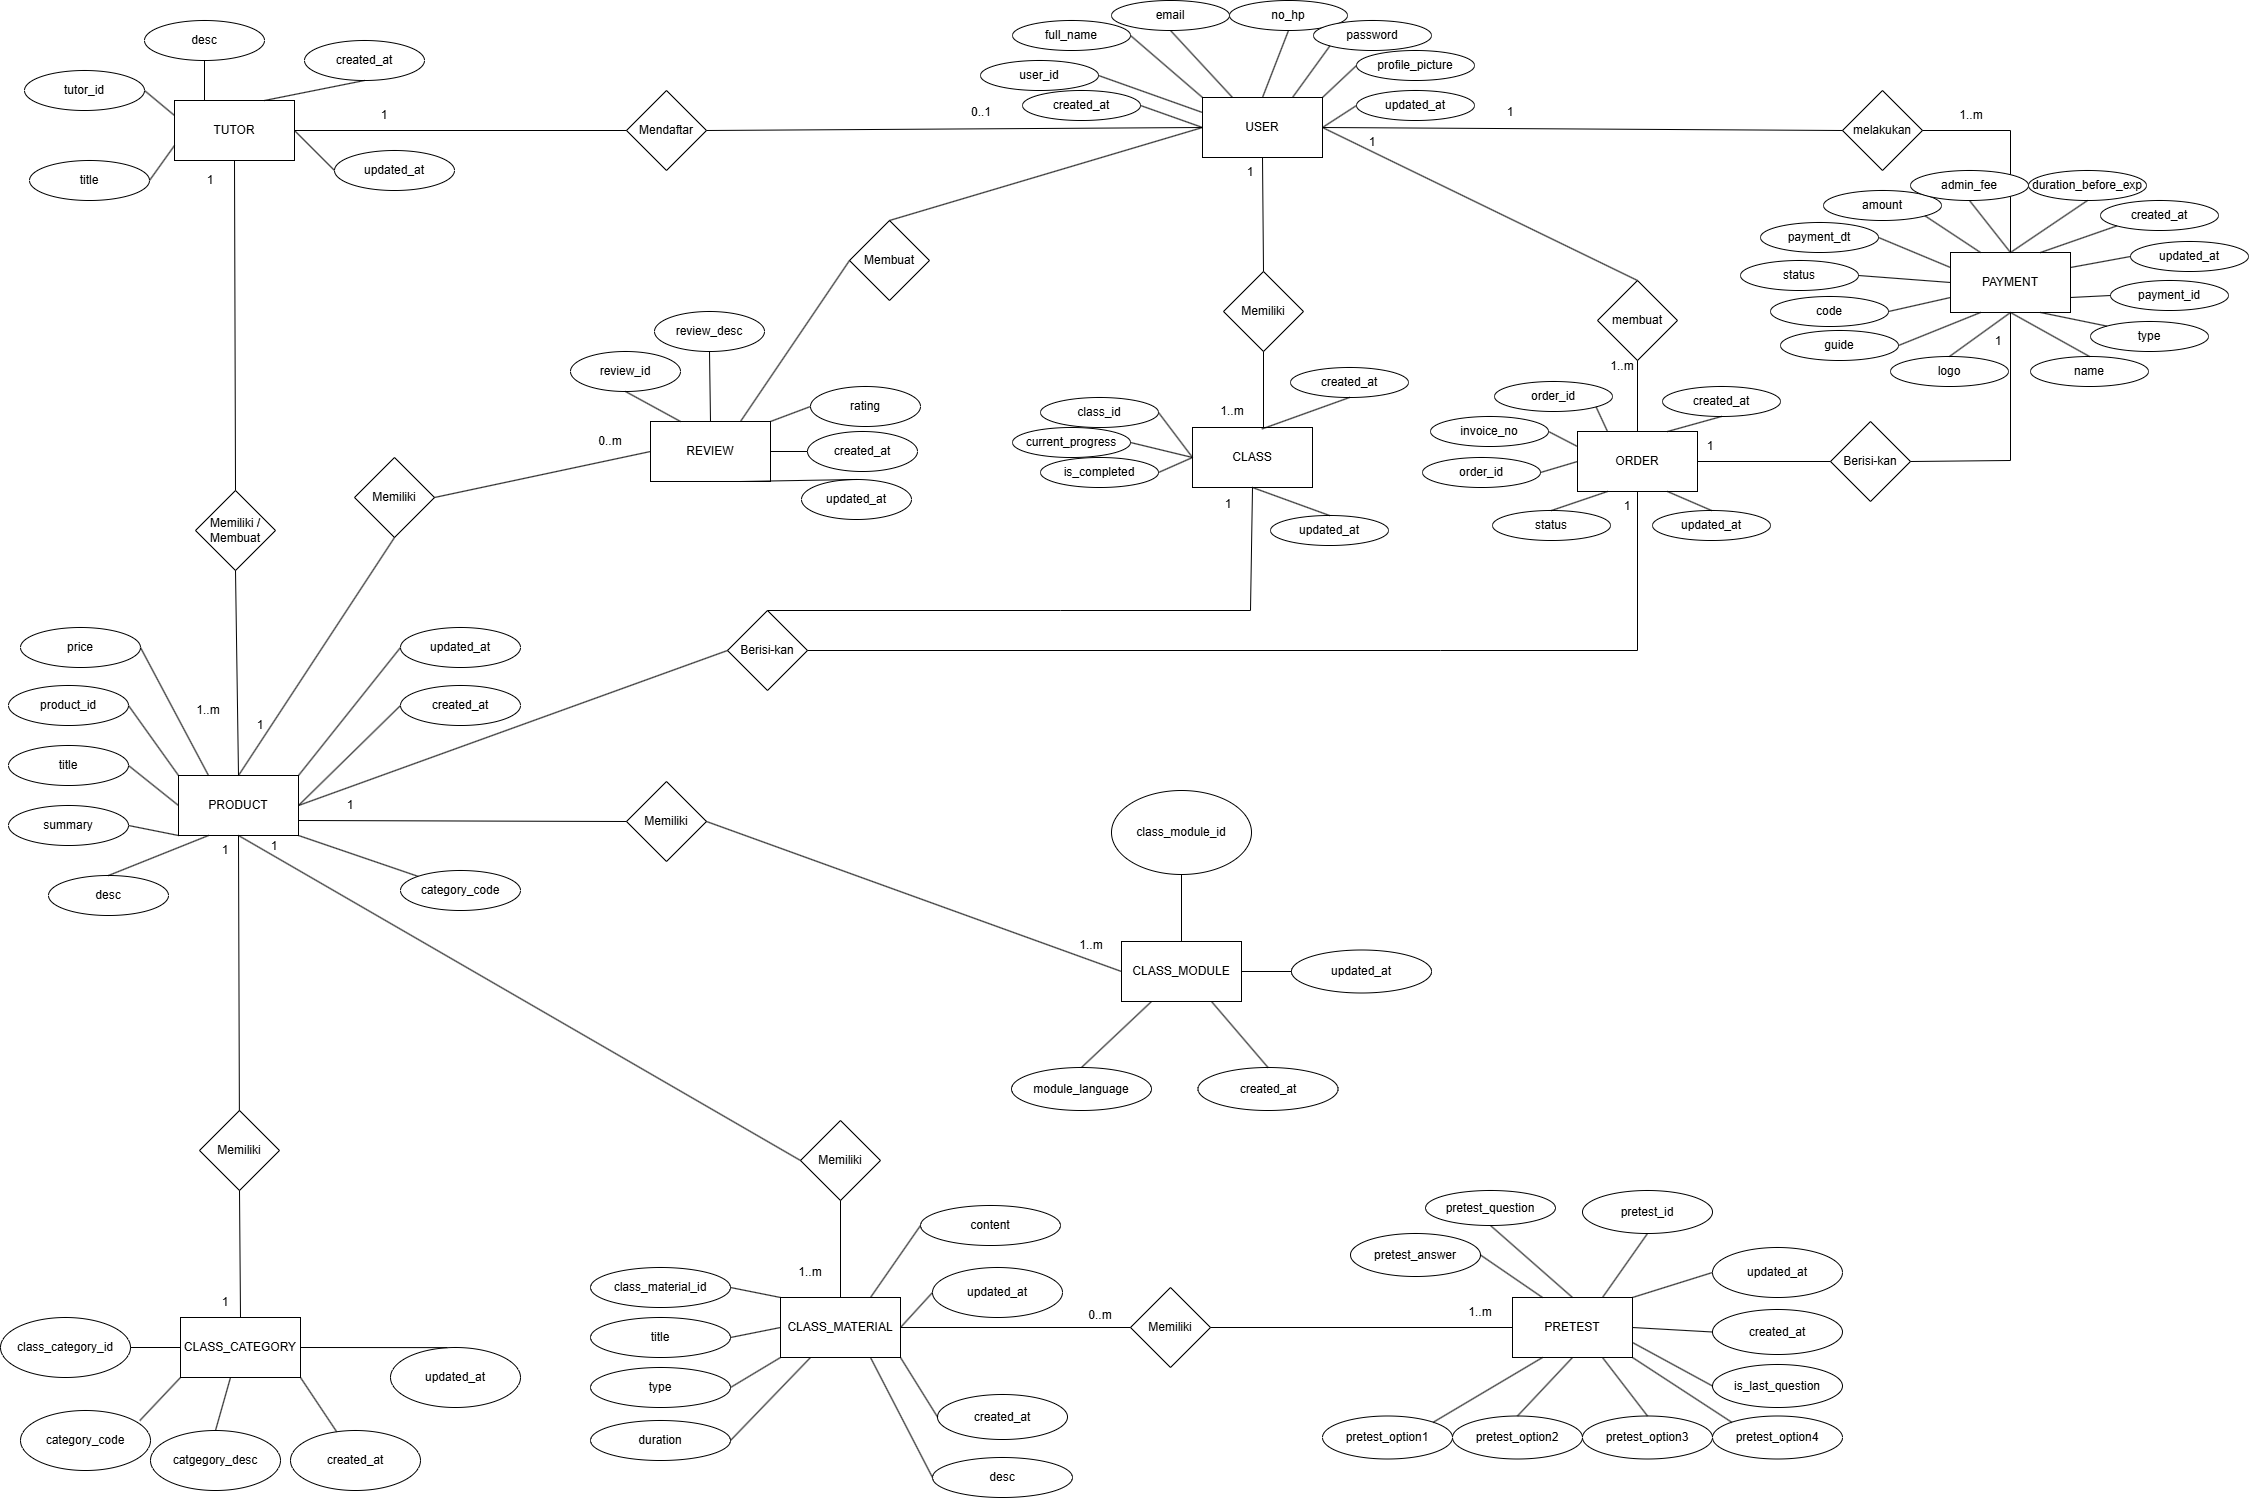 email
no_hp
desc
full_name
password
created_at
profile_picture
user_id
tutor_id
created_at
updated_at
1
0..1
1
1..m
TUTOR
Mendaftar
USER
melakukan
1
updated_at
title
1
1
admin_fee
duration_before_exp
amount
created_at
payment_dt
updated_at
Membuat
status
PAYMENT
payment_id
Memiliki
code
membuat
review_desc
type
guide
1
review_id
1..m
logo
name
created_at
order_id
created_at
rating
1..m
class_id
invoice_no
0..m
current_progress
1
REVIEW
created_at
CLASS
ORDER
Berisi-kan
is_completed
order_id
Memiliki
updated_at
1
1
Memiliki /
Membuat
updated_at
status
updated_at
price
updated_at
Berisi-kan
product_id
created_at
1..m
1
title
PRODUCT
1
summary
Memiliki
class_module_id
1
1
desc
category_code
1..m
CLASS_MODULE
updated_at
module_language
created_at
Memiliki
Memiliki
pretest_question
pretest_id
content
pretest_answer
1..m
updated_at
class_material_id
updated_at
1
0..m
1..m
CLASS_MATERIAL
Memiliki
PRETEST
created_at
title
class_category_id
CLASS_CATEGORY
updated_at
type
is_last_question
created_at
category_code
catgegory_desc
created_at
duration
pretest_option1
pretest_option2
pretest_option3
pretest_option4
desc